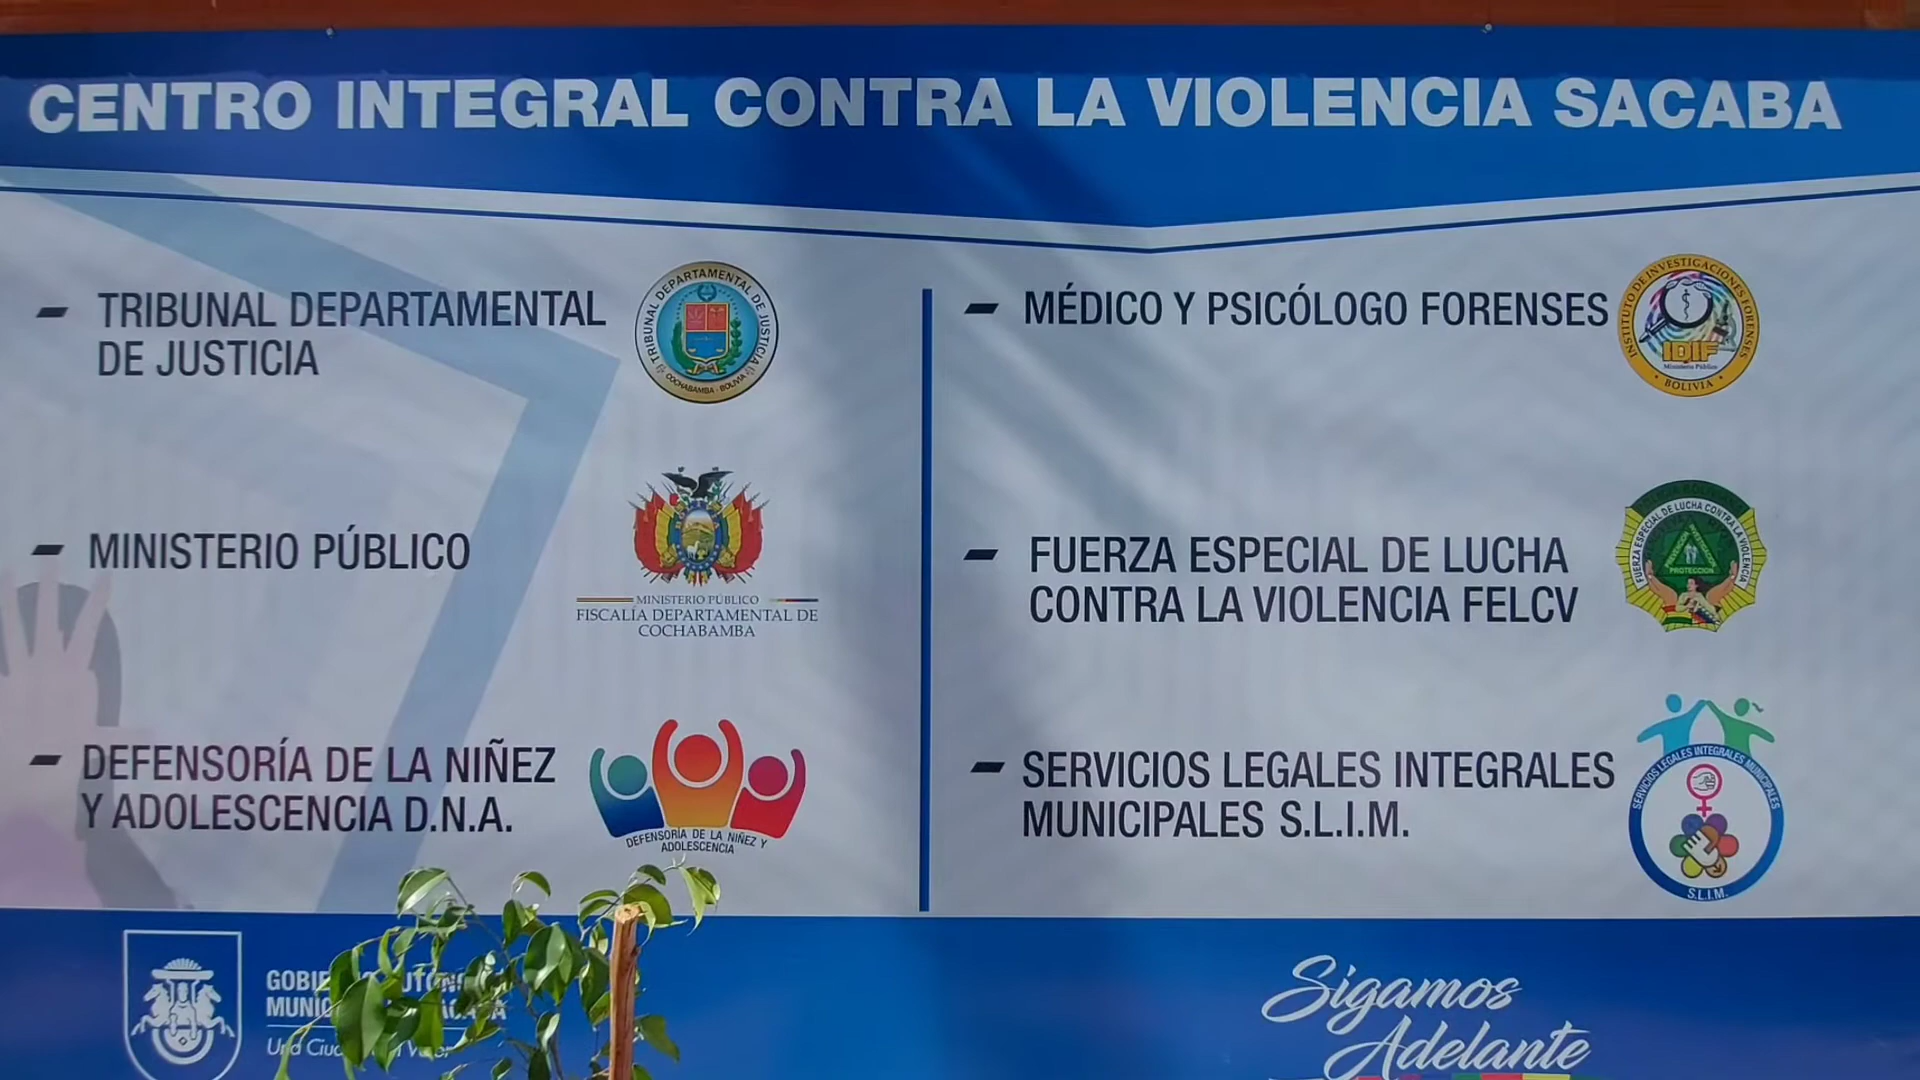 CENTRO INTEGRAL CONTRA LA VIOLENCIA SACABA
- TRIBUNAL DEPARTAMENTAL
DE JUSTICIA
TRIBUNAL DEPARTAMENTAL DE JUSTICIA
COCHABAMBA - BOLIVIA
- MINISTERIO PÚBLICO
MINISTERIO PÚBLICO
FISCALÍA DEPARTAMENTAL DE
COCHABAMBA
- DEFENSORÍA DE LA NIÑEZ
Y ADOLESCENCIA D.N.A.
DEFENSORÍA DE LA NIÑEZ Y
ADOLESCENCIA
- MÉDICO Y PSICÓLOGO FORENSES
INSTITUTO DE INVESTIGACIONES FORENSES
IDIF
Ministerio Público
BOLIVIA
- FUERZA ESPECIAL DE LUCHA
CONTRA LA VIOLENCIA FELCV
FUERZA ESPECIAL DE LUCHA CONTRA LA VIOLENCIA
PROTECCION
- SERVICIOS LEGALES INTEGRALES
MUNICIPALES S.L.I.M.
SERVICIOS LEGALES INTEGRALES MUNICIPALES
S.L.I.M.
Sigamos
Adelante